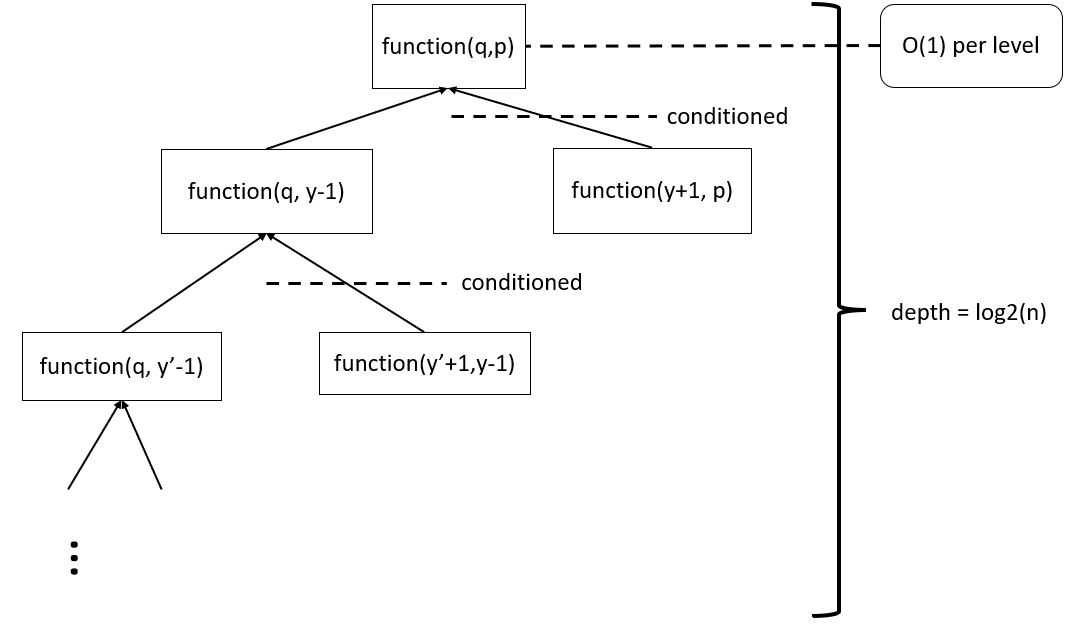 function(q,p)
O(1) per level
conditioned
function(q, y-1)
function(y+1, p)
conditioned
depth = log2(n)
function(q, y’-1)
function(y’+1,y-1)